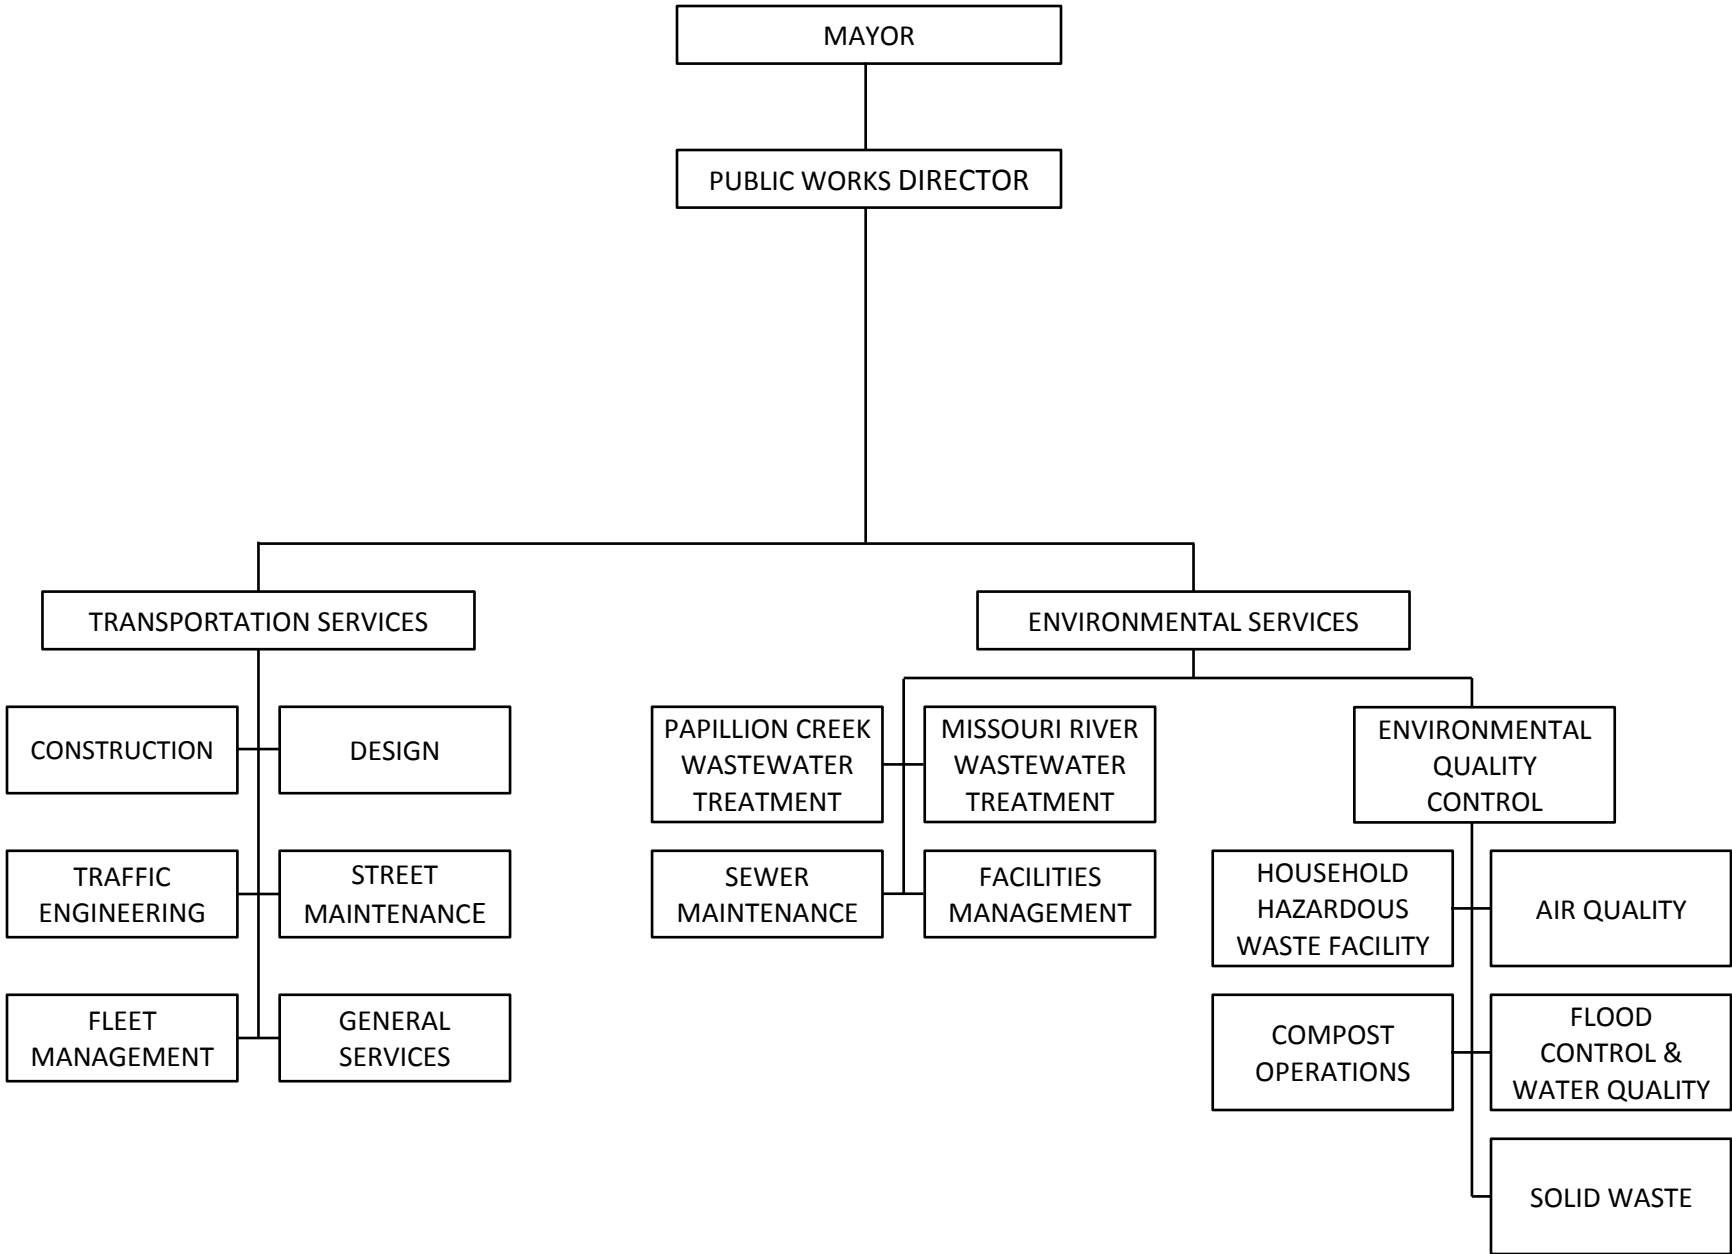 MAYOR
PUBLIC WORKS DIRECTOR
TRANSPORTATION SERVICES
ENVIRONMENTAL SERVICES
CONSTRUCTION
DESIGN
TRAFFIC
ENGINEERING
STREET
MAINTENANCE
FLEET
MANAGEMENT
GENERAL
SERVICES
PAPILLION CREEK
WASTEWATER
TREATMENT
MISSOURI RIVER
WASTEWATER
TREATMENT
SEWER
MAINTENANCE
FACILITIES
MANAGEMENT
ENVIRONMENTAL
QUALITY
CONTROL
HOUSEHOLD
HAZARDOUS
WASTE FACILITY
AIR QUALITY
COMPOST
OPERATIONS
FLOOD
CONTROL &
WATER QUALITY
SOLID WASTE